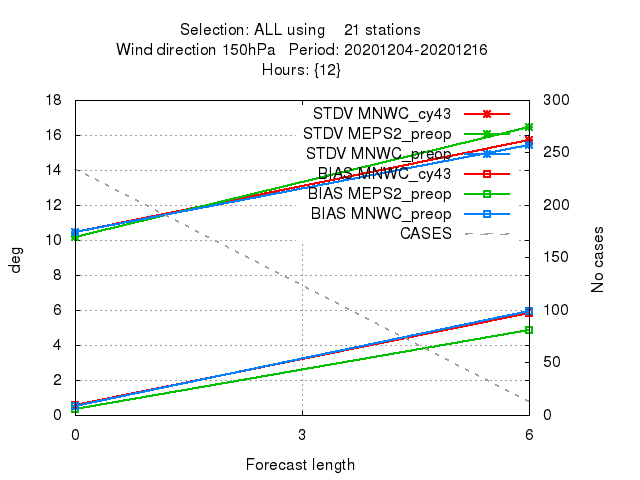 Selection: ALL using 21 stations
Wind direction 150hPa Period: 20201204-20201216
Hours: {12}
18
16
14
12
10
8
6
4
2
0
300
250
200
150
100
50
0
STDV MNWC_cy43
STDV MEPS2_preop
STDV MNWC_preop
BIAS MNWC_cy43
BIAS MEPS2_preop
BIAS MNWC_preop
CASES
deg
No cases
0 3 6
Forecast length